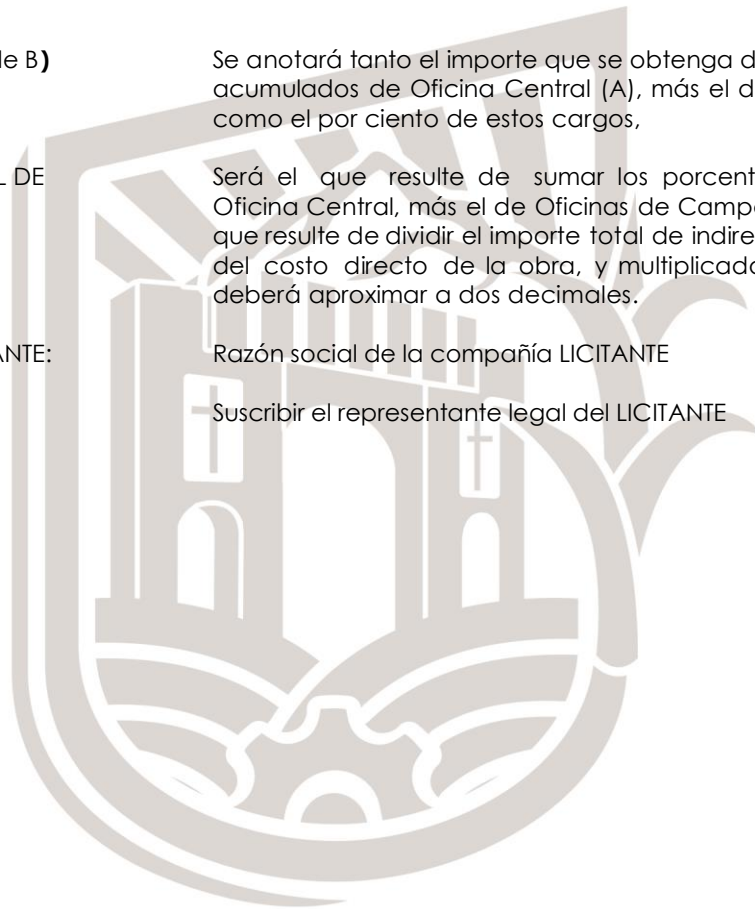 de B) Se anotará tanto el importe que se obtenga d
acumulados de Oficina Central (A), más el d
como el por ciento de estos cargos,
L DE Será el que resulte de sumar los porcent
Oficina Central, más el de Oficinas de Camp
que resulte de dividir el importe total de indire
del costo directo de la obra, y multiplicad
deberá aproximar a dos decimales.
ANTE: Razón social de la compañía LICITANTE
Suscribir el representante legal del LICITANTE